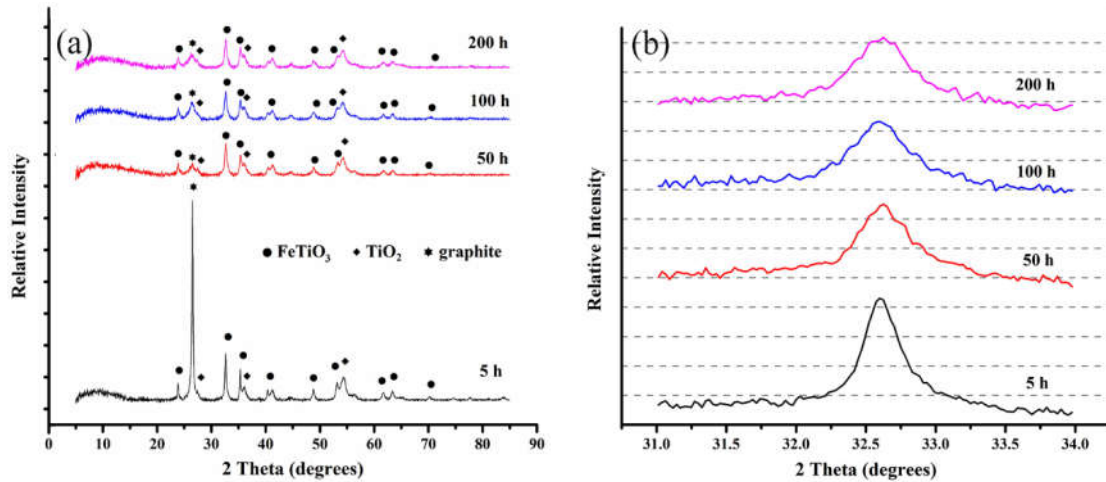 (a)
200 h
100 h
50 h
5 h
FeTiO3 TiO2 graphite
Relative Intensity
0 10 20 30 40 50 60 70 80 90
2 Theta (degrees)
(b)
200 h
100 h
50 h
5 h
Relative Intensity
31.0 31.5 32.0 32.5 33.0 33.5 34.0
2 Theta (degrees)